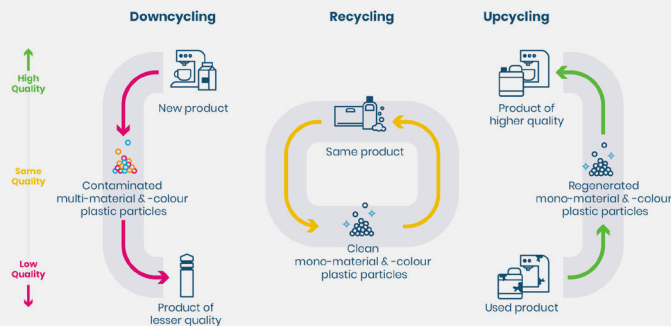 Downcycling
Recycling
Upcycling
High
Quality
Same
Quality
Low
Quality
New product
Contaminated
multi-material & -colour
plastic particles
Product of
lesser quality
Same product
Clean
mono-material & -colour
plastic particles
Product of
higher quality
Regenerated
mono-material & -colour
plastic particles
Used product